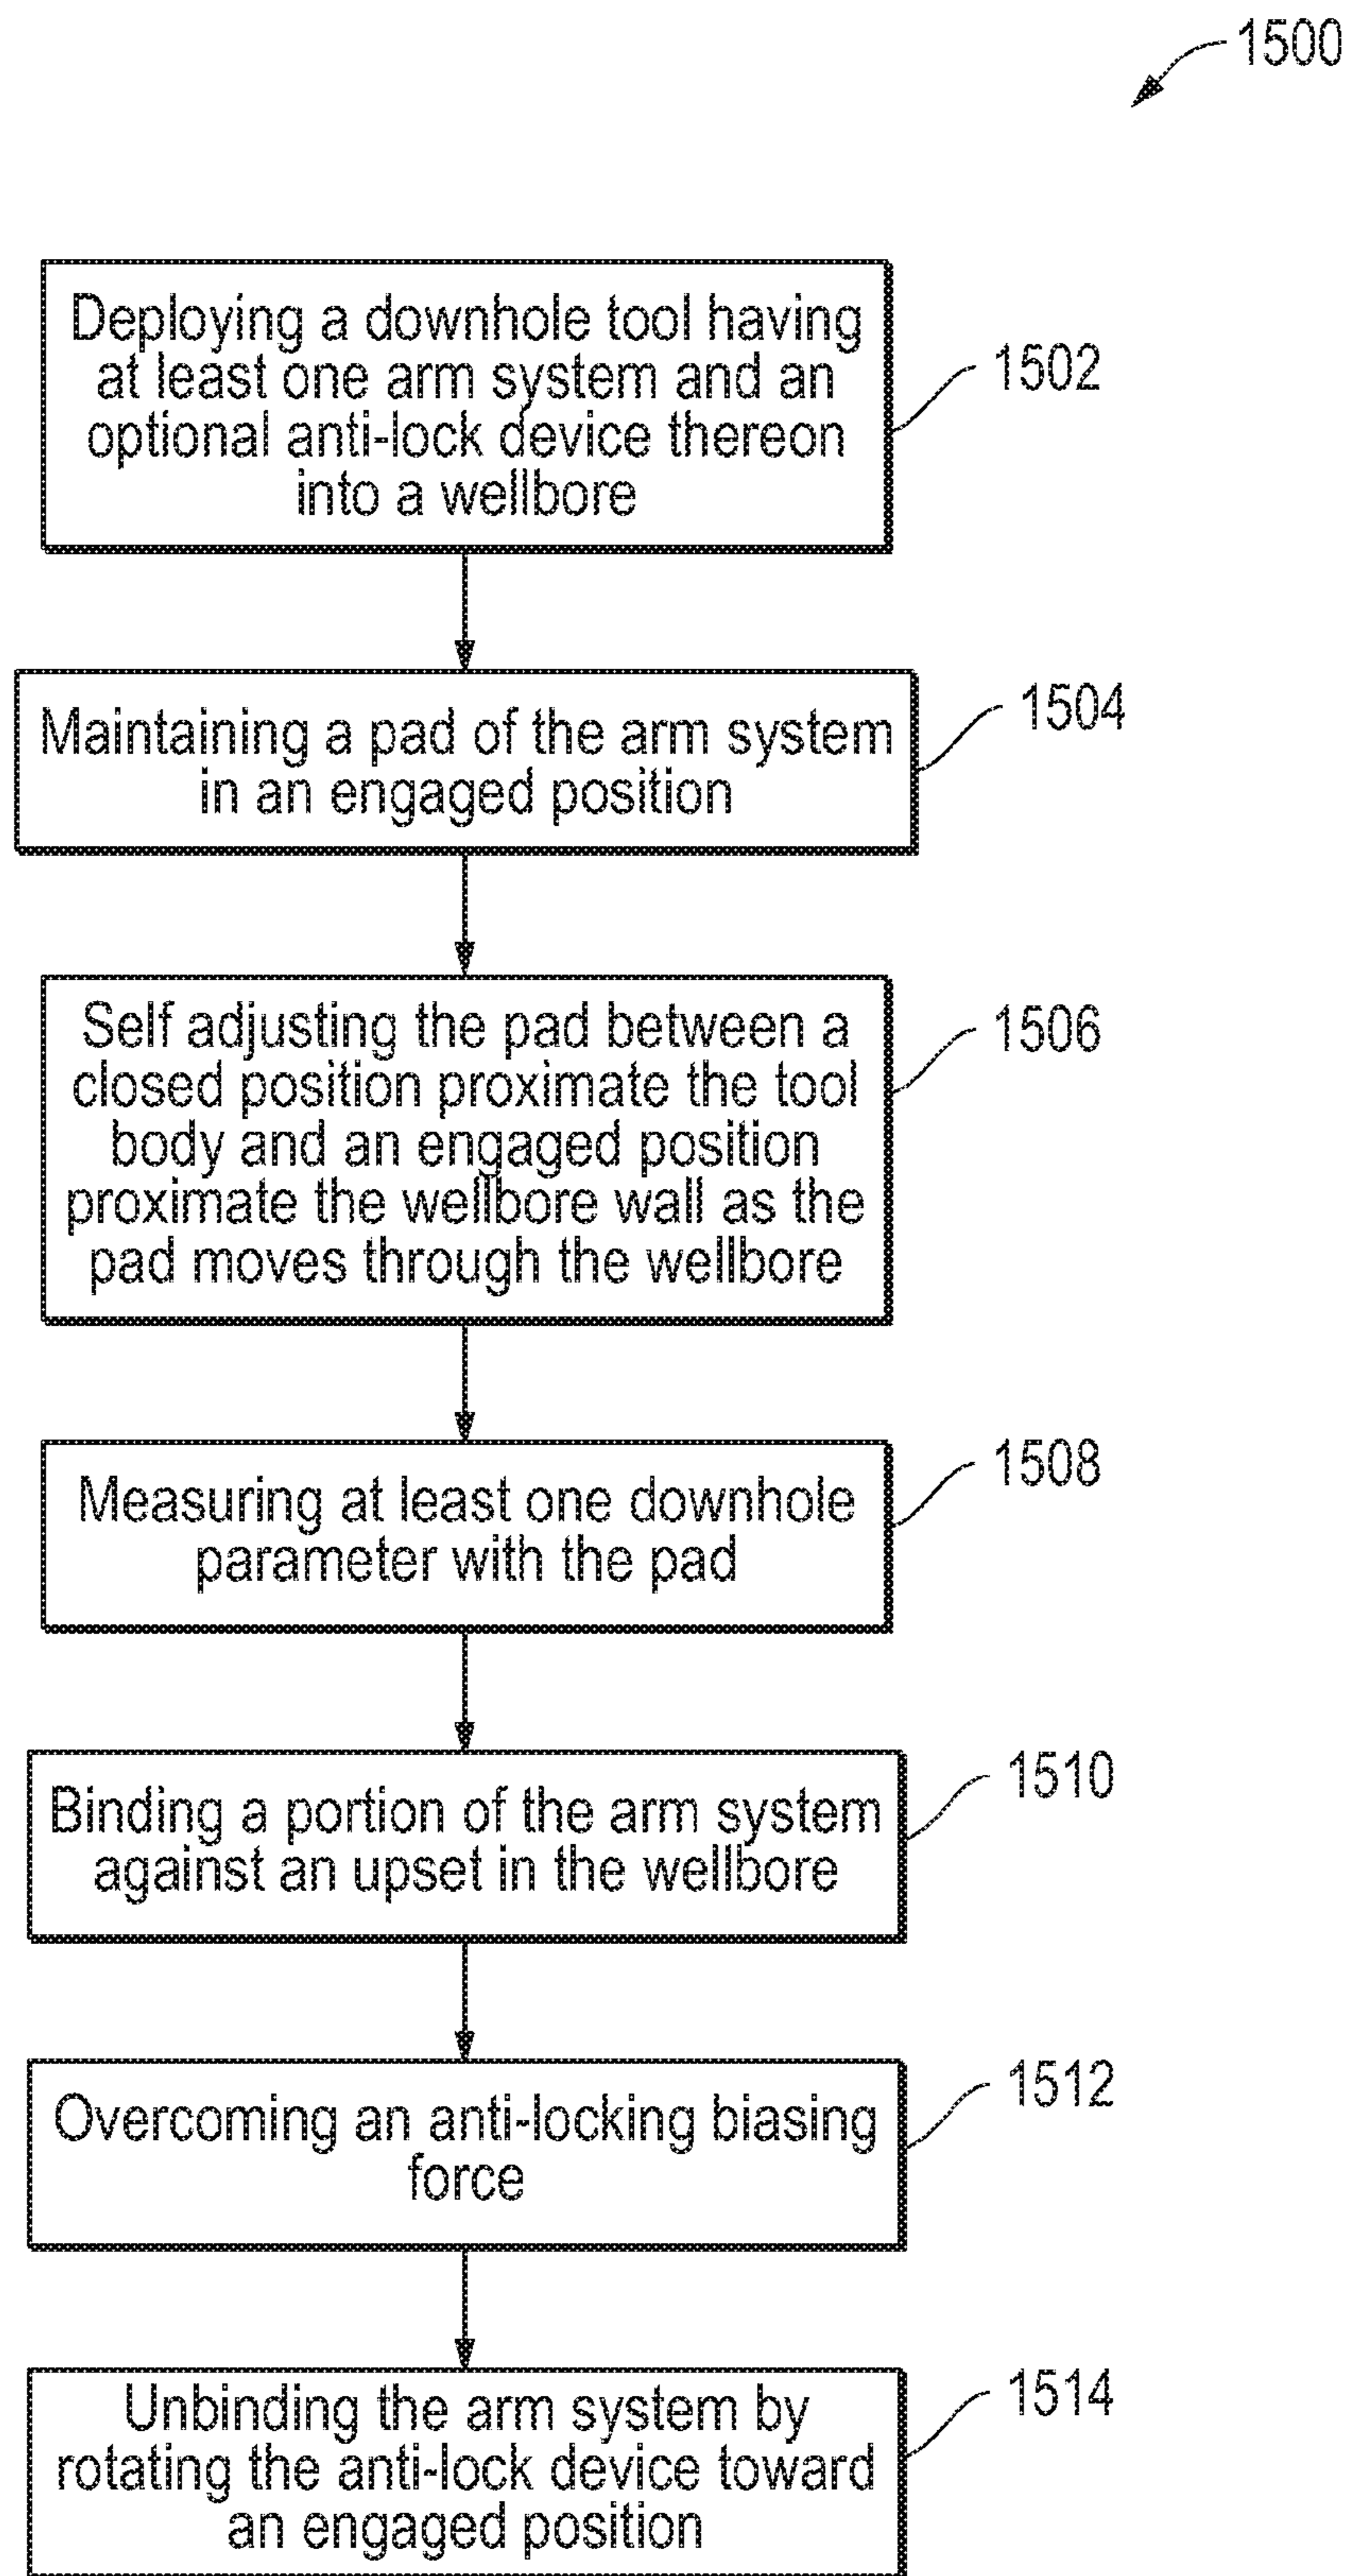 1500
Deploying a downhole tool having
at least one arm system and an
optional anti-lock device thereon
into a wellbore
1502
Maintaining a pad of the arm system
in an engaged position
1504
Self adjusting the pad between a
closed position proximate the tool
body and an engaged position
proximate the wellbore wall as the
pad moves through the wellbore
1506
Measuring at least one downhole
parameter with the pad
1508
Binding a portion of the arm system
against an upset in the wellbore
1510
Overcoming an anti-locking biasing
force
1512
Unbinding the arm system by
rotating the anti-lock device toward
an engaged position
1514